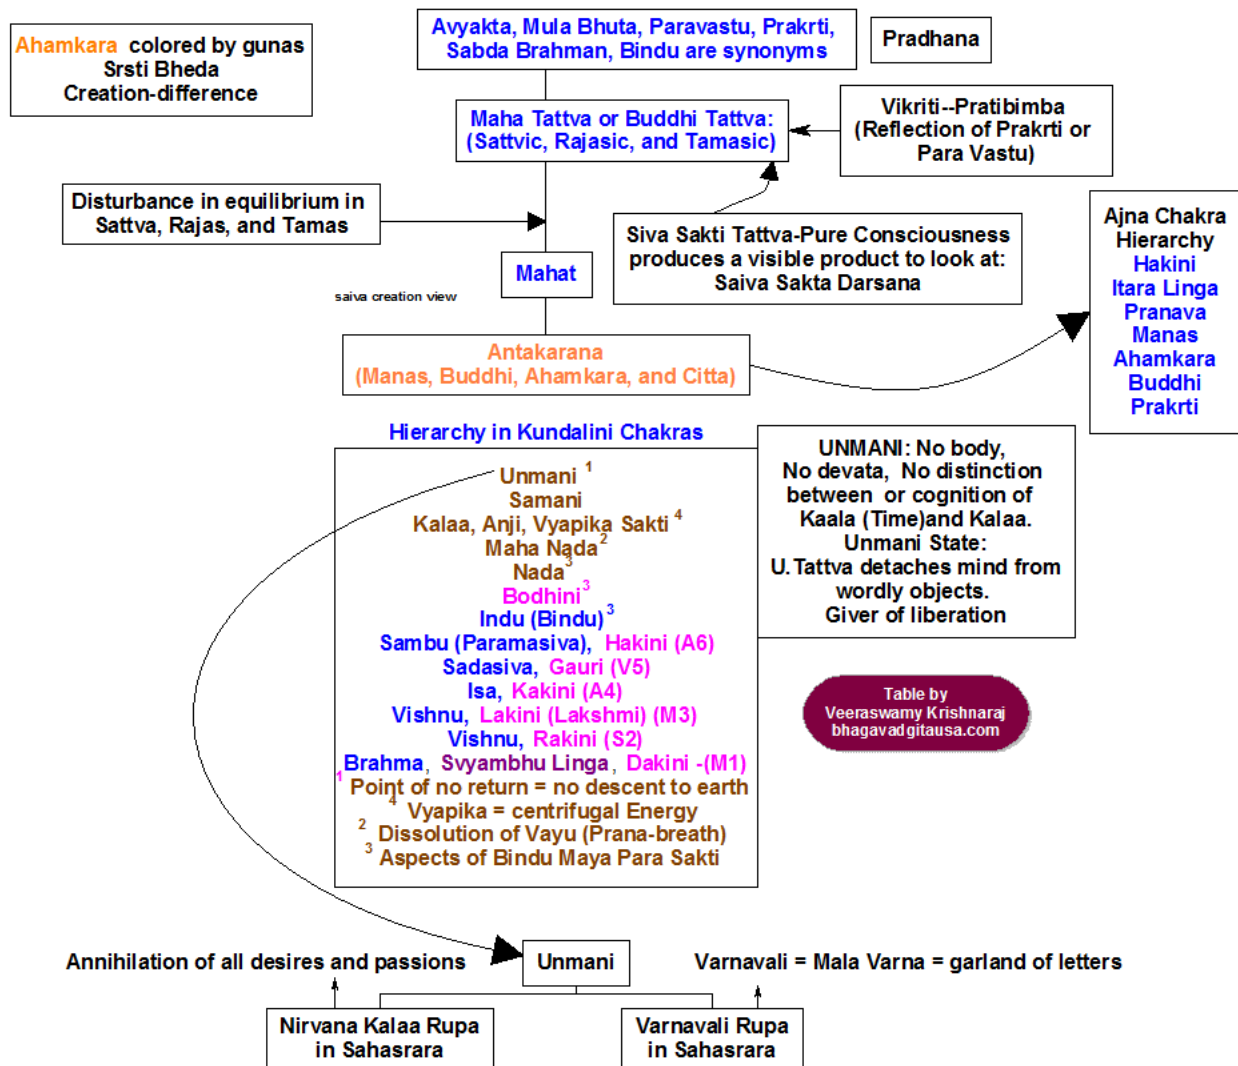 Ahamkara colored by gunas
Srsti Bheda
Creation-difference
Avyakta, Mula Bhuta, Paravastu, Prakrti,
Sabda Brahman, Bindu are synonyms
Pradhana
Maha Tattva or Buddhi Tattva:
(Sattvic, Rajasic, and Tamasic)
Vikriti--Pratibimba
(Reflection of Prakrti or
Para Vastu)
Disturbance in equilibrium in
Sattva, Rajas, and Tamas
Siva Sakti Tattva-Pure Consciousness
produces a visible product to look at:
Saiva Sakta Darsana
Mahat
saiva creation view
Ajna Chakra
Hierarchy
Hakini
Itara Linga
Pranava
Manas
Ahamkara
Buddhi
Prakrti
Antakarana
(Manas, Buddhi, Ahamkara, and Citta)
Hierarchy in Kundalini Chakras
Unmani 1
Samani
Kalaa, Anji, Vyapika Sakti 4
Maha Nada 2
Nada 3
Bodhini 3
Indu (Bindu) 3
Sambu (Paramasiva), Hakini (A6)
Sadasiva, Gauri (V5)
Isa, Kakini (A4)
Vishnu, Lakini (Lakshmi) (M3)
Vishnu, Rakini (S2)
Brahma, Svyambhu Linga, Dakini -(M1)
1 Point of no return = no descent to earth
4 Vyapika = centrifugal Energy
2 Dissolution of Vayu (Prana-breath)
3 Aspects of Bindu Maya Para Sakti
UNMANI: No body,
No devata, No distinction
between or cognition of
Kaala (Time)and Kalaa.
Unmani State:
U.Tattva detaches mind from
wordly objects.
Giver of liberation
Table by
Veeraswamy Krishnaraj
bhagavadgitausa.com
Annihilation of all desires and passions
Unmani
Varnavali = Mala Varna = garland of letters
Nirvana Kalaa Rupa
in Sahasrara
Varnavali Rupa
in Sahasrara